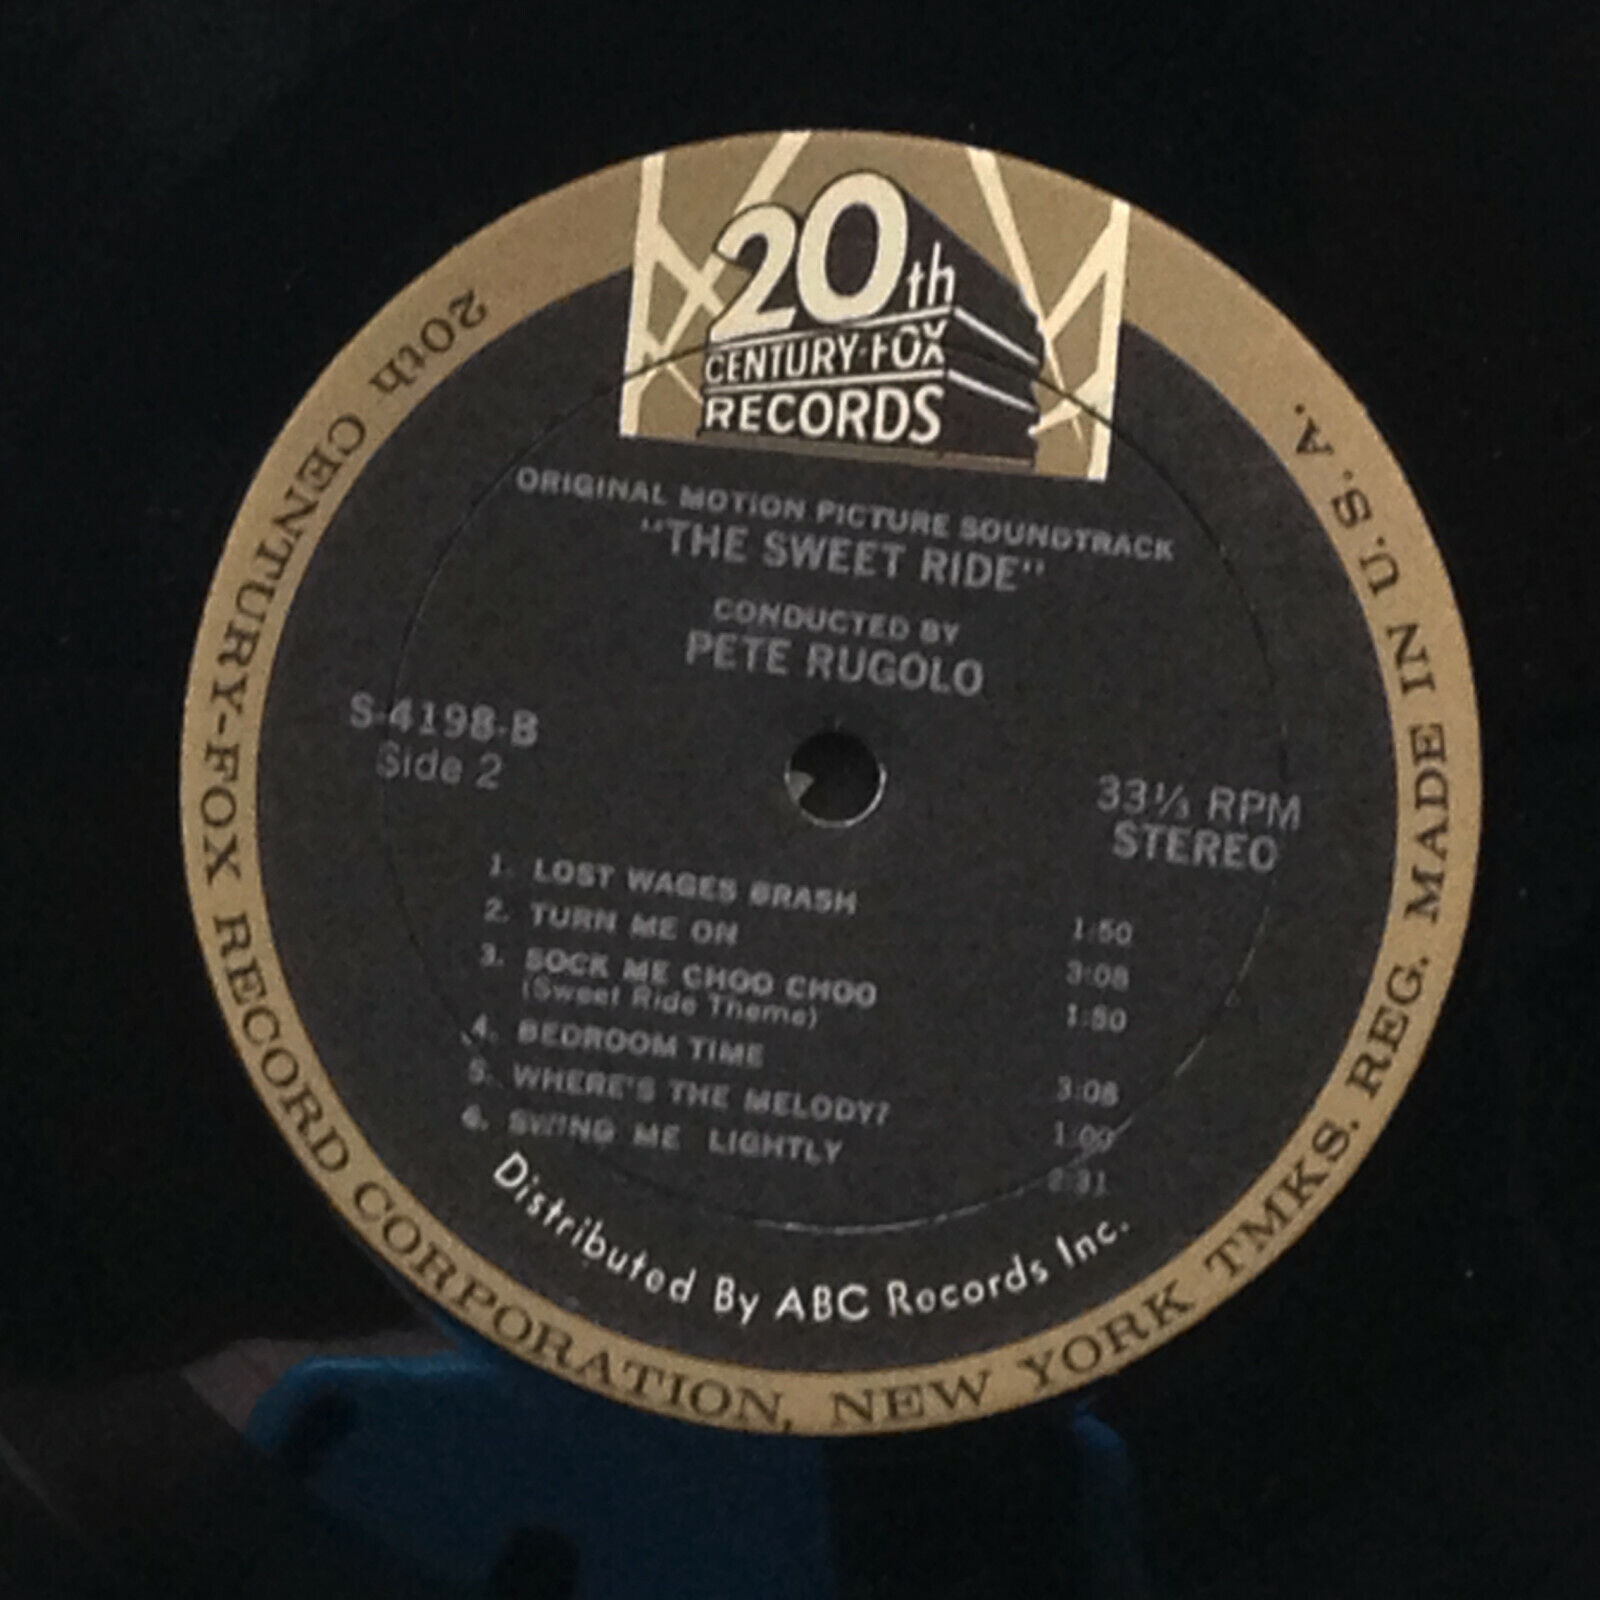 20th
CENTURY-FOX
RECORDS
ORIGINAL MOTION PICTURE SOUNDTRACK
"THE SWEET RIDE"
CONDUCTED BY
PETE RUGOLO
S-4198-B
Side 2
33⅓ RPM
STEREO
1. LOST WAGES BRASH 1:50
2. TURN ME ON 3:08
3. SOCK ME CHOO CHOO 1:50
(Sweet Ride Theme)
4. BEDROOM TIME 3:08
5. WHERE'S THE MELODY? 1:00
6. SWING ME LIGHTLY 2:31
Distributed By ABC Records Inc.
20th CENTURY-FOX RECORD CORPORATION, NEW YORK TMKS. REG. MADE IN U.S.A.